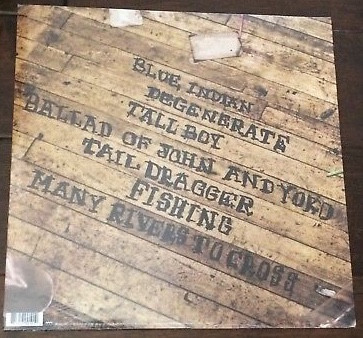 BLUE INDIAN
DEGENERATE
TALL BOY
BALLAD OF JOHN AND YOKO
TAIL DRAGGER
FISHING
MANY RIVERS TO CROSS